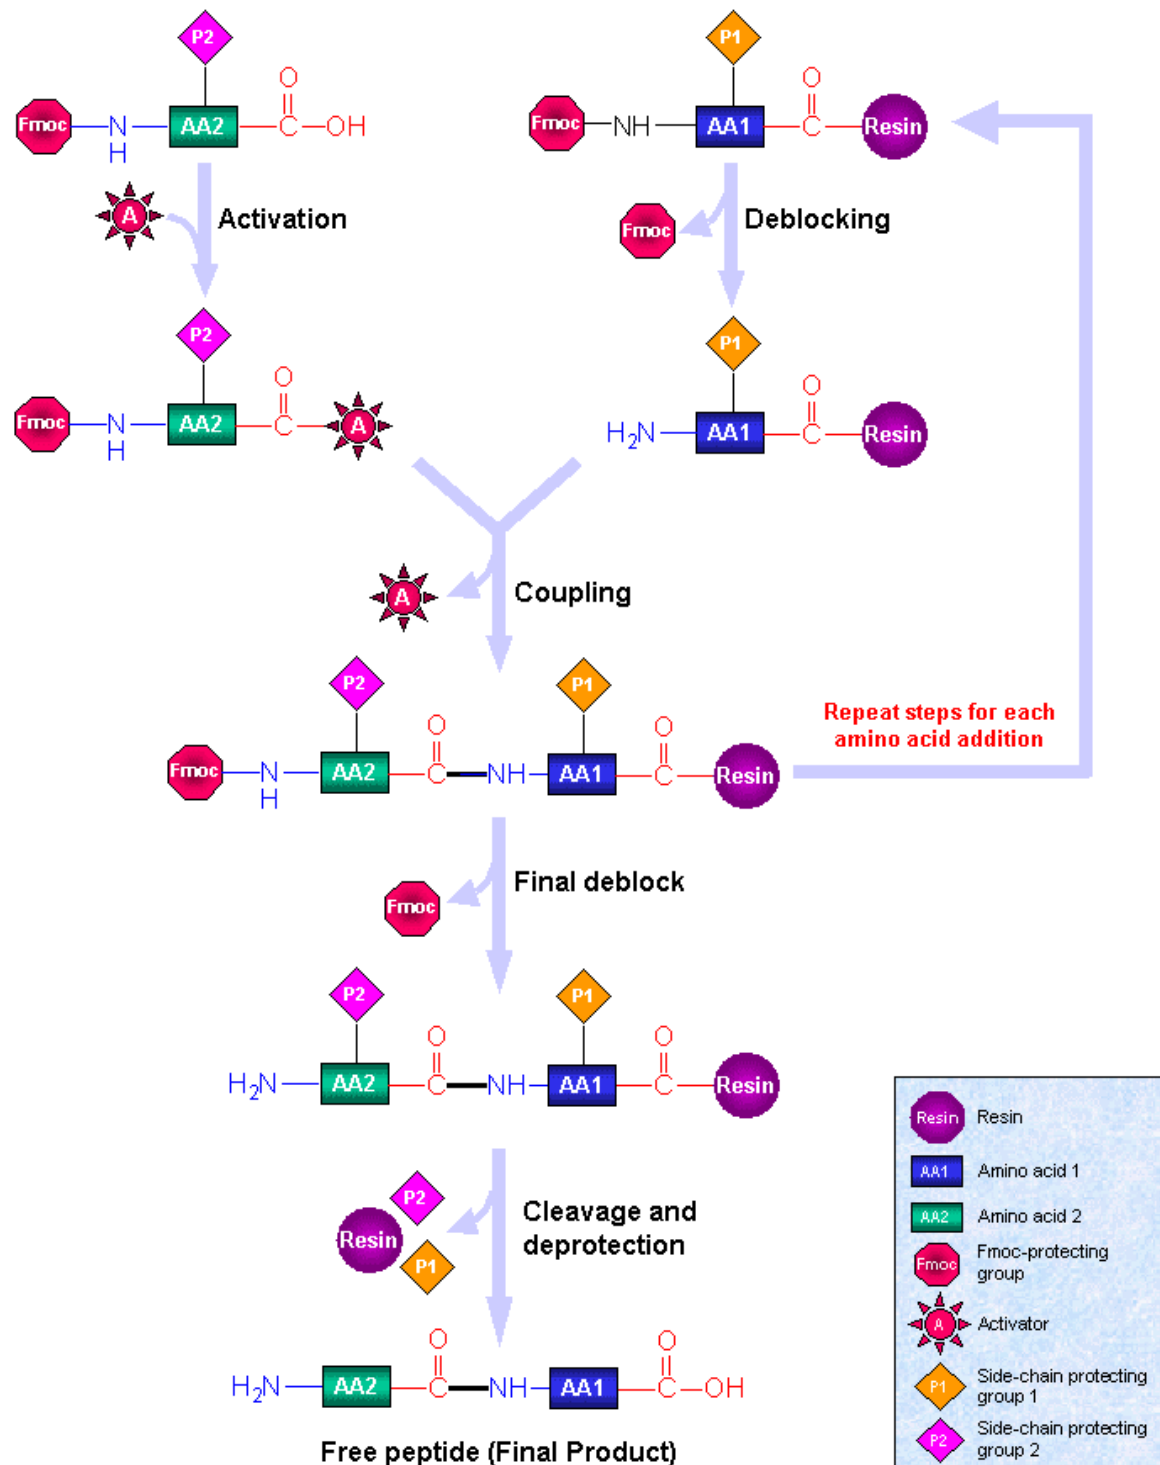 P2
P1
O
O
Fmoc
N
H
AA2
C
OH
Fmoc
NH
AA1
C
Resin
A
Activation
Fmoc
Deblocking
P2
P1
O
O
Fmoc
N
H
AA2
C
A
H2N
AA1
C
Resin
A
Coupling
P2
P1
Repeat steps for each
amino acid addition
O
O
Fmoc
N
H
AA2
C
NH
AA1
C
Resin
Fmoc
Final deblock
P2
P1
O
O
H2N
AA2
C
NH
AA1
C
Resin
P2
Resin
P1
Cleavage and
deprotection
O
O
H2N
AA2
C
NH
AA1
C
OH
Free peptide (Final Product)
Resin
Resin
AA1
Amino acid 1
AA2
Amino acid 2
Fmoc
Fmoc-protecting
group
A
Activator
P1
Side-chain protecting
group 1
P2
Side-chain protecting
group 2